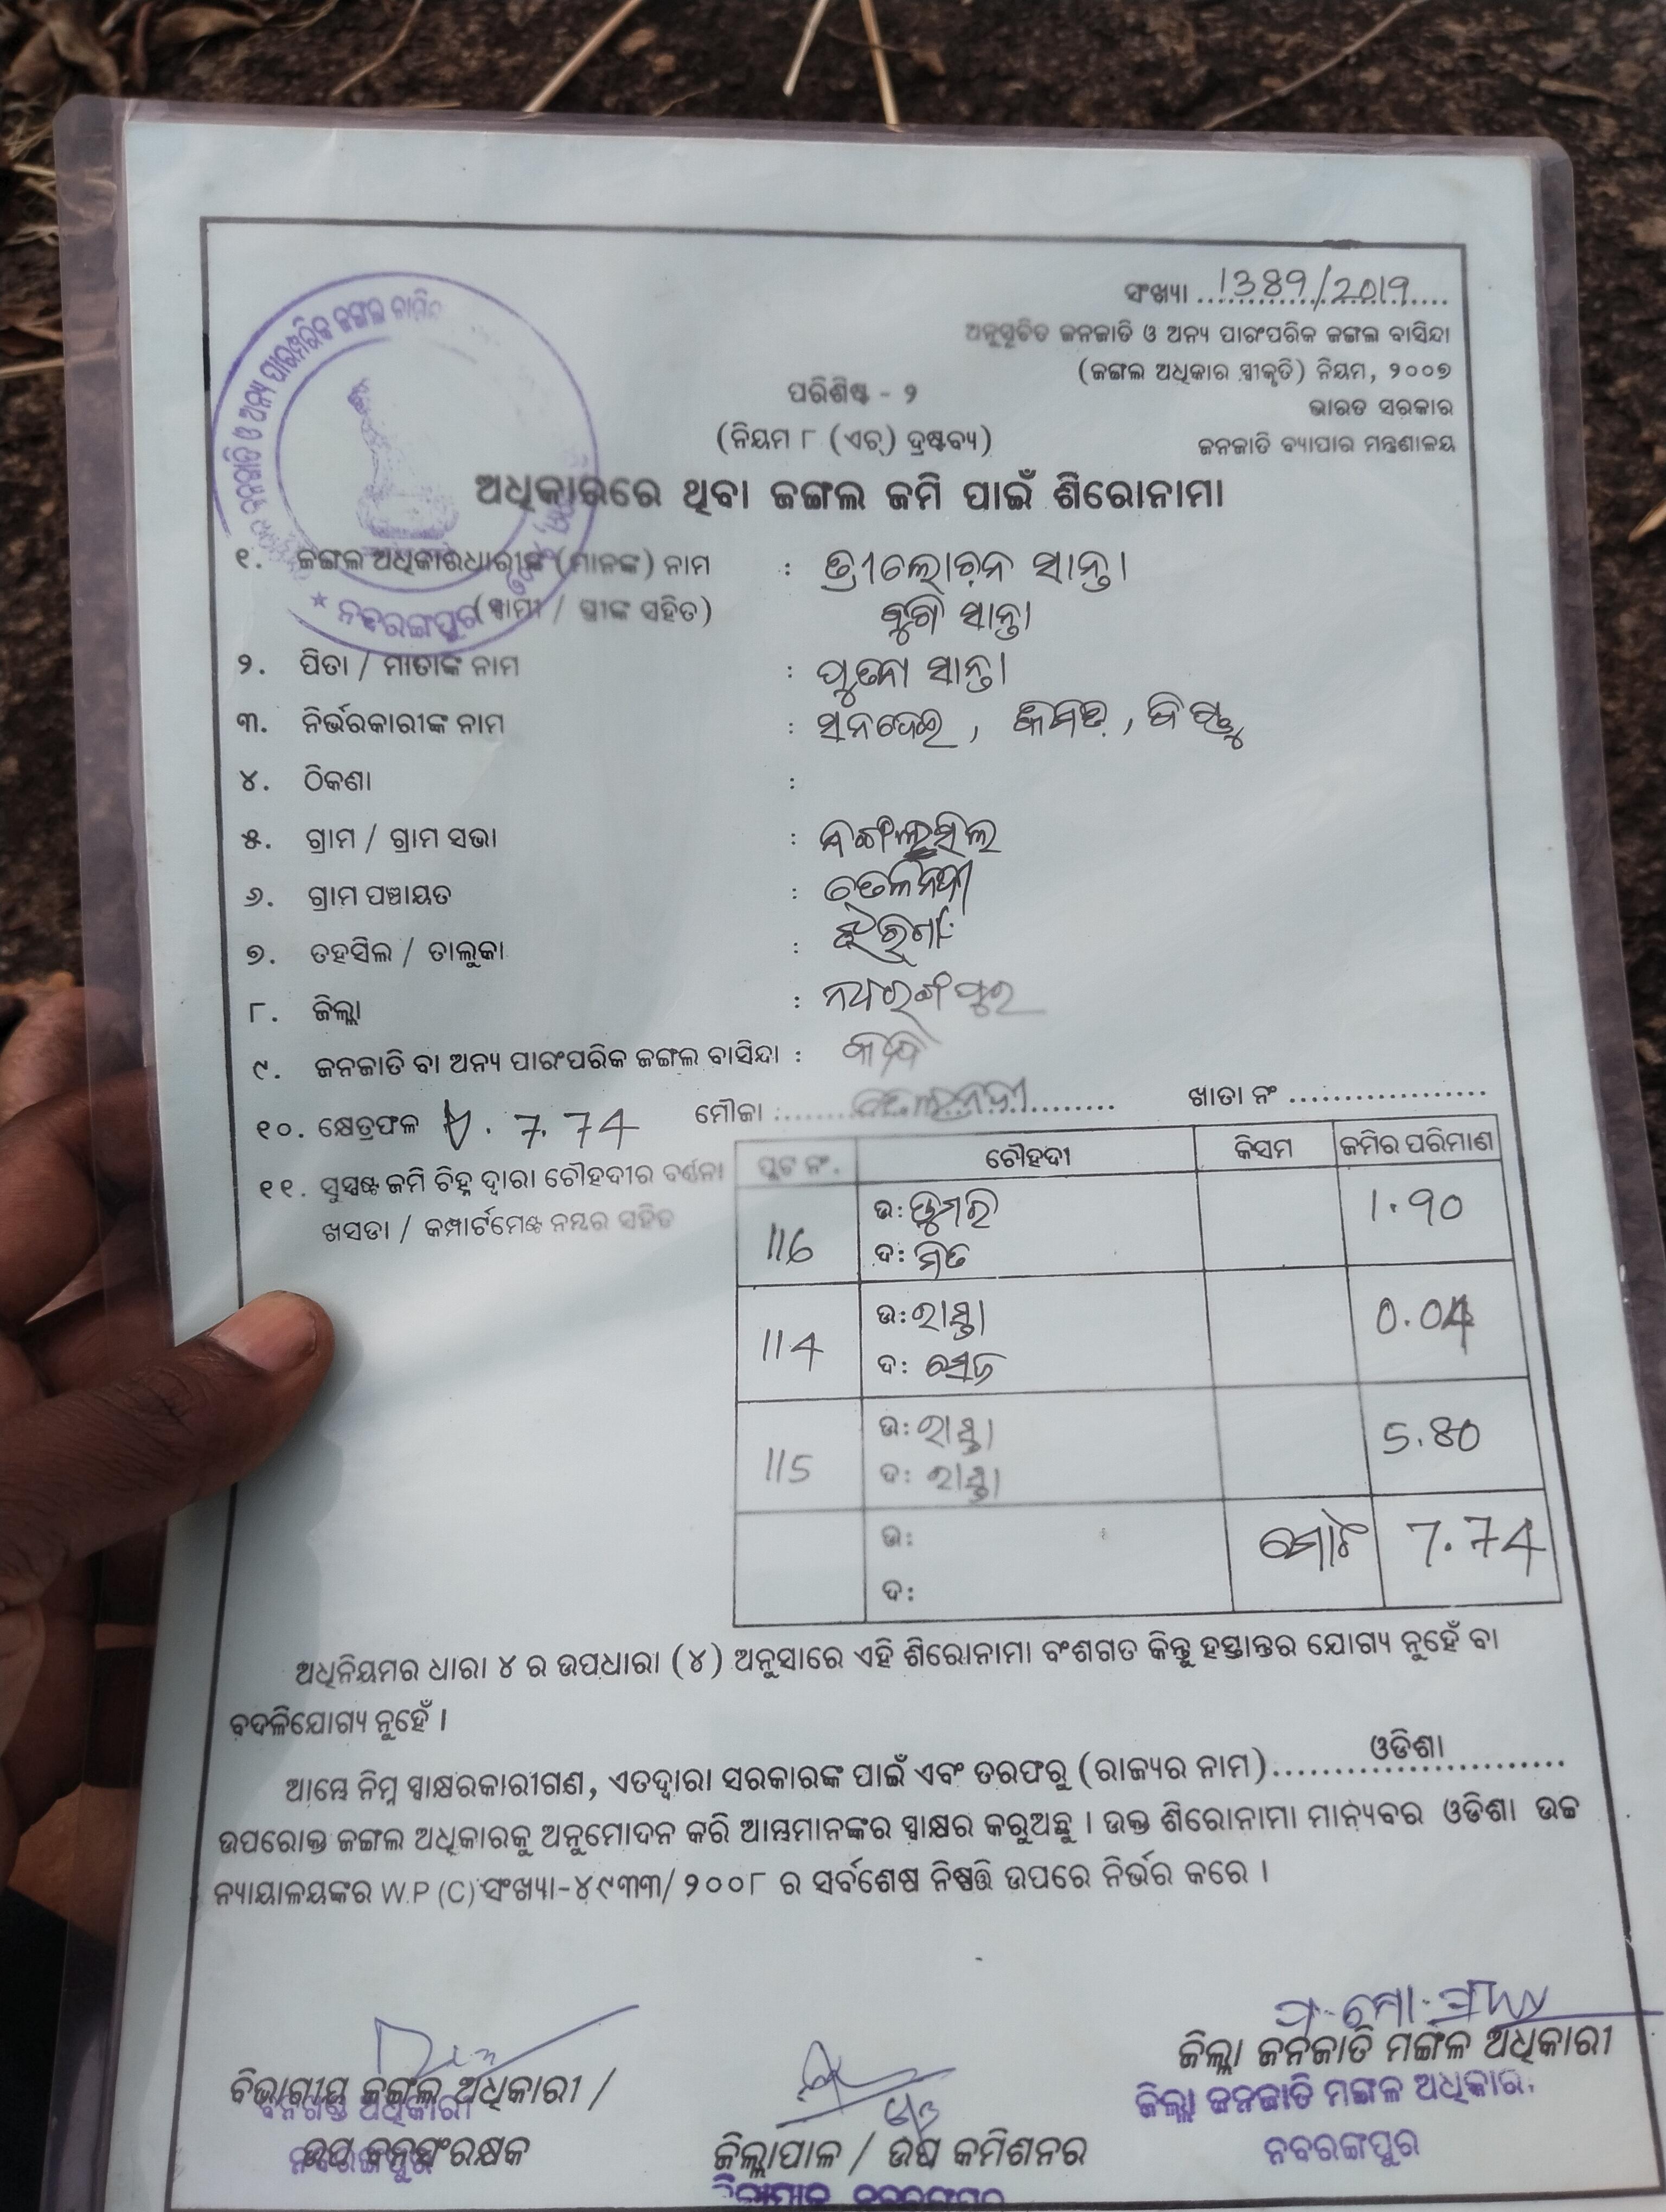 ସଂଖ୍ୟା 1389/2019
ଅନୁସୂଚିତ ଜନଜାତି ଓ ଅନ୍ୟ ପାରଂପରିକ ଜଙ୍ଗଲ ବାସିନ୍ଦା
(ଜଙ୍ଗଲ ଅଧିକାର ସ୍ୱୀକୃତି) ନିୟମ, ୨୦୦୭
ଭାରତ ସରକାର
ଜନଜାତି ବ୍ୟାପାର ମନ୍ତ୍ରଣାଳୟ
ପରିଶିଷ୍ଟ - ୨
(ନିୟମ ୮ (ଏଚ୍) ଦ୍ରଷ୍ଟବ୍ୟ)
ଅଧିକାରରେ ଥିବା ଜଙ୍ଗଲ ଜମି ପାଇଁ ଶିରୋନାମା
୧. ଜଙ୍ଗଲ ଅଧିକାରଧାରୀଙ୍କ (ମାନଙ୍କ) ନାମ : ତ୍ରୀଲୋଚନ ସାନ୍ତା
(ସ୍ୱାମୀ / ସ୍ତ୍ରୀଙ୍କ ସହିତ) ସାନ୍ତା
୨. ପିତା / ମାତାଙ୍କ ନାମ : ସାନ୍ତା
୩. ନିର୍ଭରକାରୀଙ୍କ ନାମ : ସନଦେଇ,
୪. ଠିକଣା :
୫. ଗ୍ରାମ / ଗ୍ରାମ ସଭା :
୬. ଗ୍ରାମ ପଞ୍ଚାୟତ :
୭. ତହସିଲ / ତାଲୁକା :
୮. ଜିଲ୍ଲା : ନବରଙ୍ଗପୁର
୯. ଜନଜାତି ବା ଅନ୍ୟ ପାରଂପରିକ ଜଙ୍ଗଲ ବାସିନ୍ଦା :
୧୦. କ୍ଷେତ୍ରଫଳ 7.74 ମୌଜା ଖାତା ନଂ
୧୧. ସୁସ୍ପଷ୍ଟ ଜମି ଚିହ୍ନ ଦ୍ୱାରା ଚୌହଦୀର ବର୍ଣ୍ଣନା
ଖସଡା / କମ୍ପାର୍ଟମେଣ୍ଟ ନମ୍ବର ସହିତ
ପ୍ଲଟ ନଂ. ଚୌହଦୀ କିସମ ଜମିର ପରିମାଣ
116 ଉ: ଡୁମରି 1.90
ଦ: ମିତ
114 ଉ: ରାସ୍ତା 0.04
ଦ:
115 ଉ: ରାସ୍ତା 5.80
ଦ: ରାସ୍ତା
ଉ: ମୋଟ 7.74
ଦ:
ଅଧିନିୟମର ଧାରା ୪ ର ଉପଧାରା (୪) ଅନୁସାରେ ଏହି ଶିରୋନାମା ବଂଶଗତ କିନ୍ତୁ ହସ୍ତାନ୍ତର ଯୋଗ୍ୟ ନୁହେଁ ବା
ବଦଳିଯୋଗ୍ୟ ନୁହେଁ ।
ଆମ୍ଭେ ନିମ୍ନ ସ୍ୱାକ୍ଷରକାରୀଗଣ, ଏତଦ୍ୱାରା ସରକାରଙ୍କ ପାଇଁ ଏବଂ ତରଫରୁ (ରାଜ୍ୟର ନାମ) ଓଡିଶା
ଉପରୋକ୍ତ ଜଙ୍ଗଲ ଅଧିକାରକୁ ଅନୁମୋଦନ କରି ଆମ୍ଭମାନଙ୍କର ସ୍ୱାକ୍ଷର କରୁଅଛୁ । ଉକ୍ତ ଶିରୋନାମା ମାନ୍ୟବର ଓଡିଶା ଉଚ୍ଚ
ନ୍ୟାୟାଳୟଙ୍କର W.P (C) ସଂଖ୍ୟା-୪୯୩୩/ ୨୦୦୮ ର ସର୍ବଶେଷ ନିଷ୍ପତ୍ତି ଉପରେ ନିର୍ଭର କରେ ।
ବିଭାଗୀୟ ଜଙ୍ଗଲ ଅଧିକାରୀ /
ଉପ ବନସଂରକ୍ଷକ
ଜିଲ୍ଲାପାଳ / ଉପ କମିଶନର
ଜିଲ୍ଲା ଜନଜାତି ମଙ୍ଗଳ ଅଧିକାରୀ
ଜିଲ୍ଲା ଜନଜାତି ମଙ୍ଗଳ ଅଧିକାରୀ
ନବରଙ୍ଗପୁର